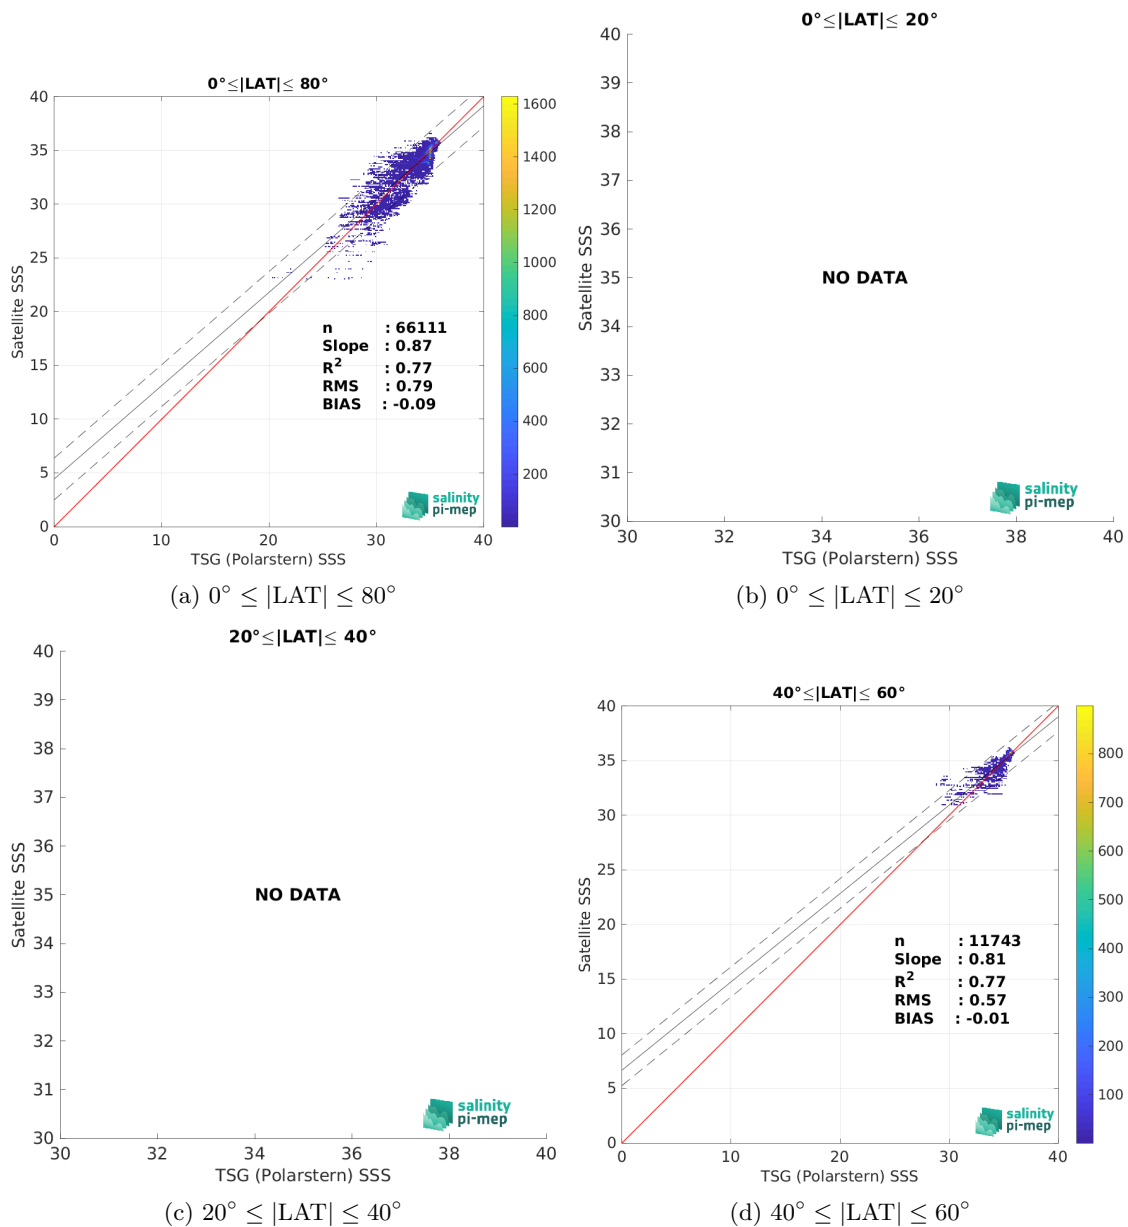 0°≤|LAT|≤ 80°
40
35
30
25
20
15
10
5
0
Satellite SSS
0
10
20
30
40
TSG (Polarstern) SSS
n : 66111
Slope : 0.87
R² : 0.77
RMS : 0.79
BIAS : -0.09
salinity
pi-mep
1600
1400
1200
1000
800
600
400
200
(a) 0° ≤ |LAT| ≤ 80°
0°≤|LAT|≤ 20°
40
39
38
37
36
35
34
33
32
31
30
Satellite SSS
NO DATA
salinity
pi-mep
30
32
34
36
38
40
TSG (Polarstern) SSS
(b) 0° ≤ |LAT| ≤ 20°
20°≤|LAT|≤ 40°
40
39
38
37
36
35
34
33
32
31
30
Satellite SSS
NO DATA
salinity
pi-mep
30
32
34
36
38
40
TSG (Polarstern) SSS
(c) 20° ≤ |LAT| ≤ 40°
40°≤|LAT|≤ 60°
40
35
30
25
20
15
10
5
0
Satellite SSS
n : 11743
Slope : 0.81
R² : 0.77
RMS : 0.57
BIAS : -0.01
salinity
pi-mep
0
10
20
30
40
TSG (Polarstern) SSS
800
700
600
500
400
300
200
100
(d) 40° ≤ |LAT| ≤ 60°